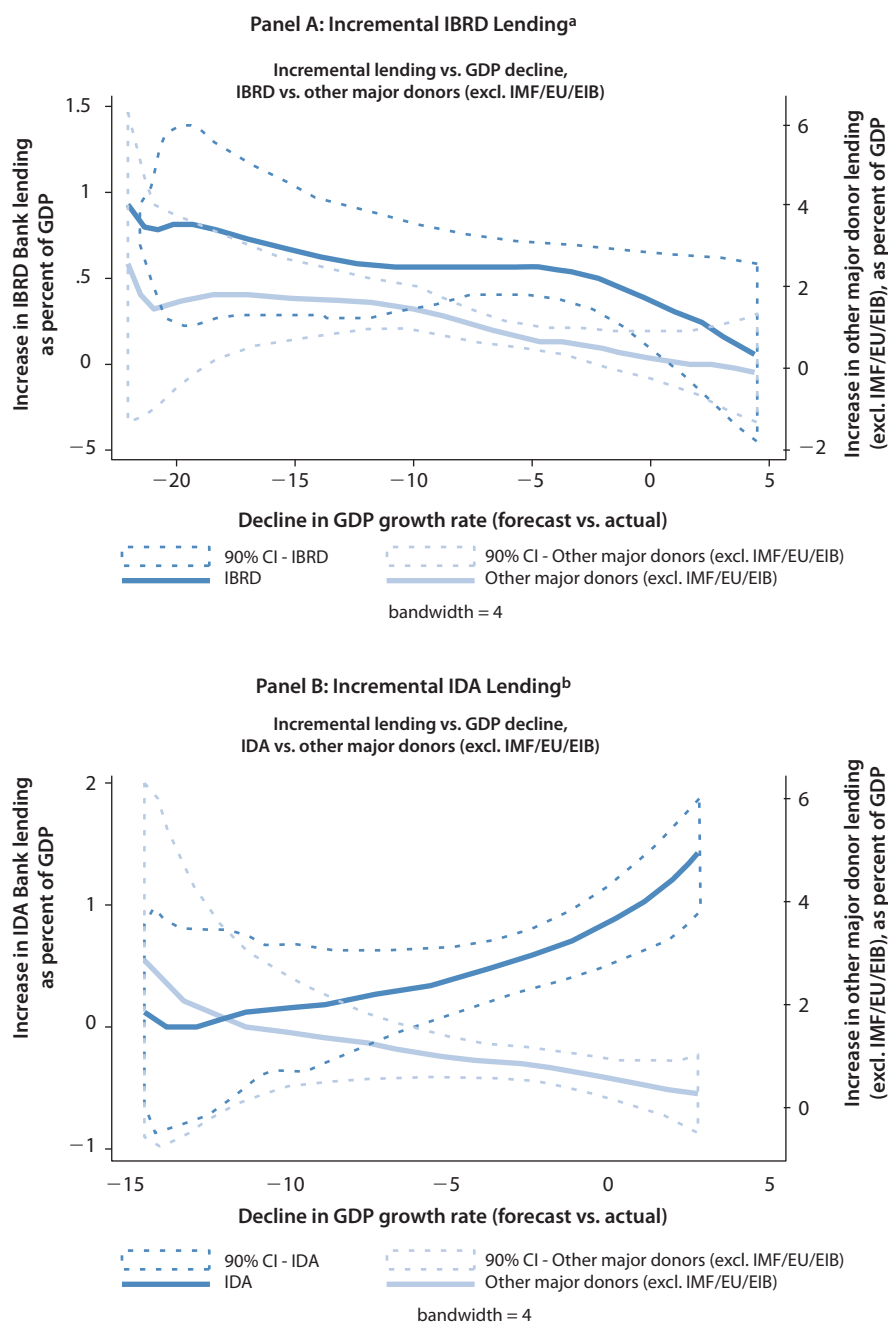 Panel A: Incremental IBRD Lendingᵃ
Incremental lending vs. GDP decline,
IBRD vs. other major donors (excl. IMF/EU/EIB)
Increase in IBRD Bank lending
as percent of GDP
1.5
1
.5
0
−5
6
4
2
0
−2
Increase in other major donor lending
(excl. IMF/EU/EIB), as percent of GDP
−20
−15
−10
−5
0
5
Decline in GDP growth rate (forecast vs. actual)
90% CI - IBRD
90% CI - Other major donors (excl. IMF/EU/EIB)
IBRD
Other major donors (excl. IMF/EU/EIB)
bandwidth = 4
Panel B: Incremental IDA Lendingᵇ
Incremental lending vs. GDP decline,
IDA vs. other major donors (excl. IMF/EU/EIB)
Increase in IDA Bank lending
as percent of GDP
2
1
0
−1
6
4
2
0
Increase in other major donor lending
(excl. IMF/EU/EIB), as percent of GDP
−15
−10
−5
0
5
Decline in GDP growth rate (forecast vs. actual)
90% CI - IDA
90% CI - Other major donors (excl. IMF/EU/EIB)
IDA
Other major donors (excl. IMF/EU/EIB)
bandwidth = 4